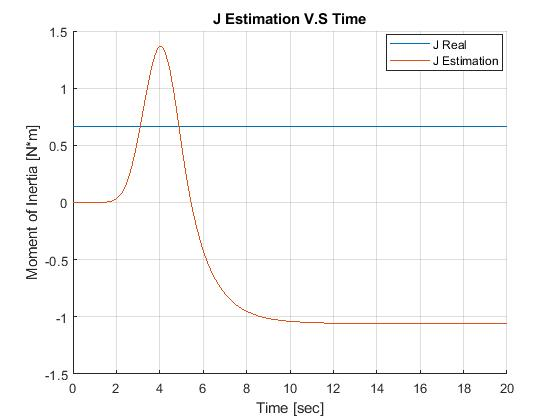 J Estimation V.S Time
J Real
J Estimation
Moment of Inertia [N*m]
1.5
1
0.5
0
-0.5
-1
-1.5
0 2 4 6 8 10 12 14 16 18 20
Time [sec]